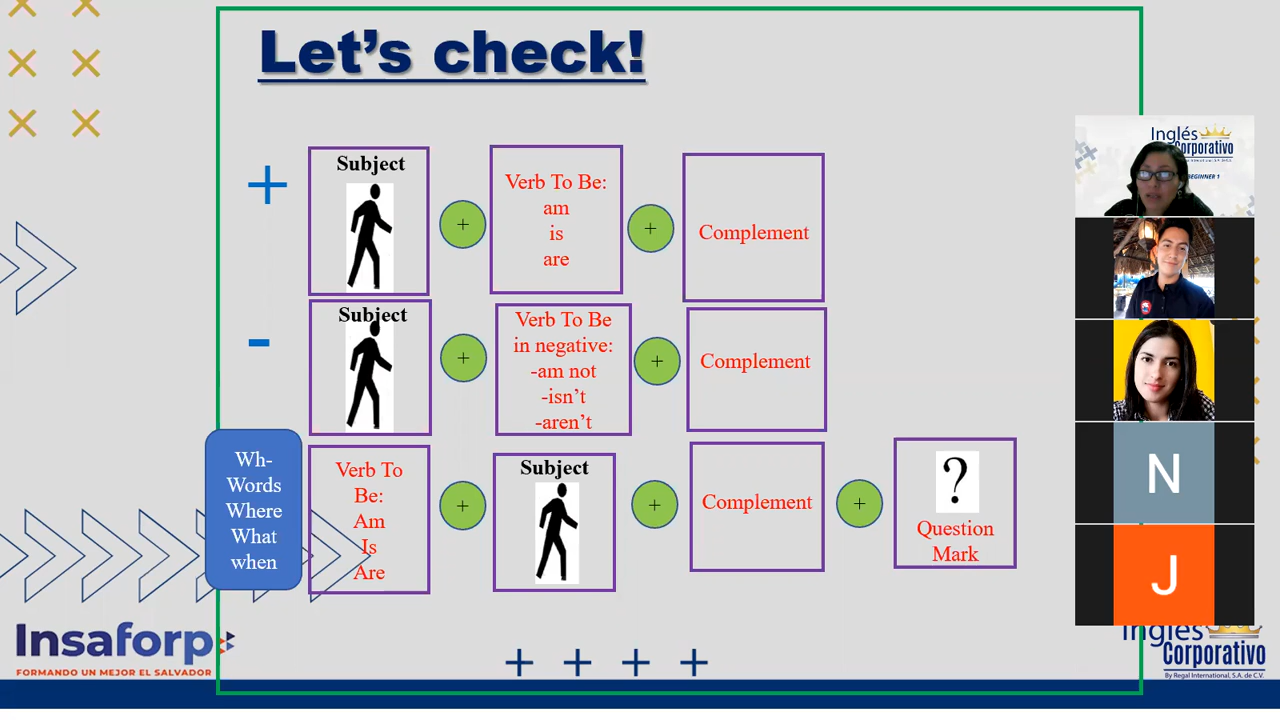 Let's check!
+
Subject
+
Verb To Be:
am
is
are
+
Complement
-
Subject
+
Verb To Be
in negative:
-am not
-isn't
-aren't
+
Complement
Wh-
Words
Where
What
when
Verb To
Be:
Am
Is
Are
+
Subject
+
Complement
+
?
Question
Mark
Inglés
Corporativo
BEGINNER 1
N
J
Insaforp
FORMANDO UN MEJOR EL SALVADOR
Inglés
Corporativo
By Regal International, S.A. de C.V.